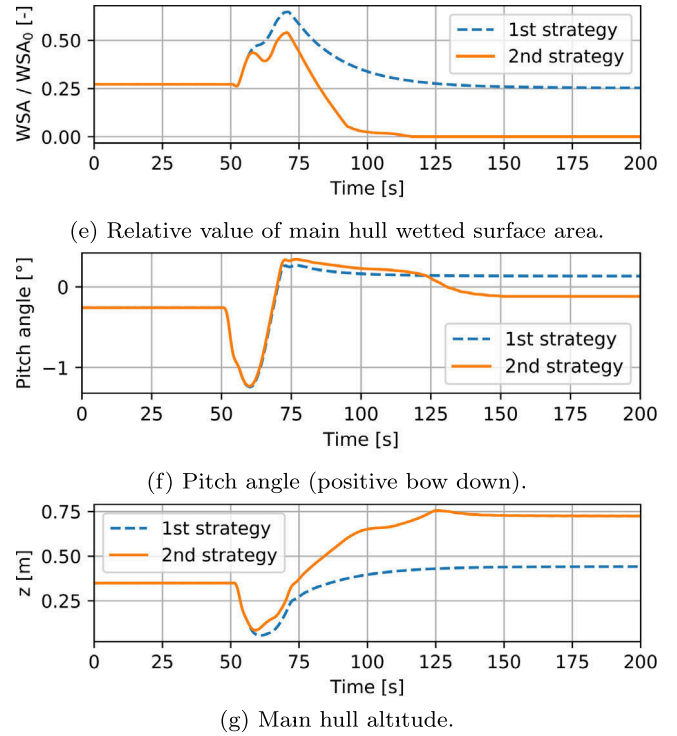 WSA / WSA₀ [-]
0.50
0.25
0.00
1st strategy
2nd strategy
0 25 50 75 100 125 150 175 200
Time [s]
(e) Relative value of main hull wetted surface area.
Pitch angle [°]
0
−1
1st strategy
2nd strategy
0 25 50 75 100 125 150 175 200
Time [s]
(f) Pitch angle (positive bow down).
z [m]
0.75
0.50
0.25
1st strategy
2nd strategy
0 25 50 75 100 125 150 175 200
Time [s]
(g) Main hull altitude.